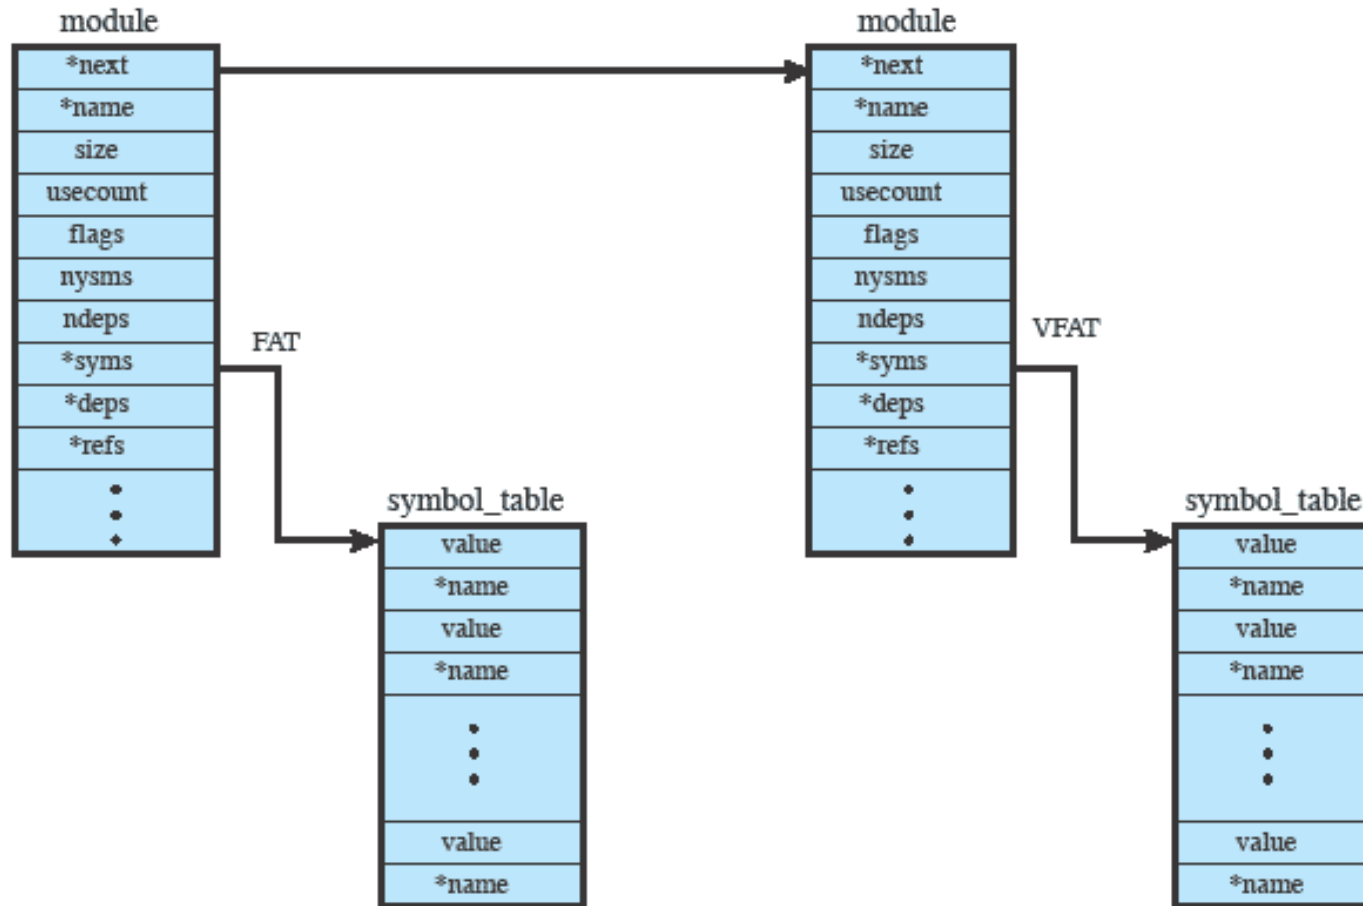 module
*next
*name
size
usecount
flags
nysms
ndeps
*syms
*deps
*refs
FAT
symbol_table
value
*name
value
*name
value
*name
module
*next
*name
size
usecount
flags
nysms
ndeps
*syms
*deps
*refs
VFAT
symbol_table
value
*name
value
*name
value
*name